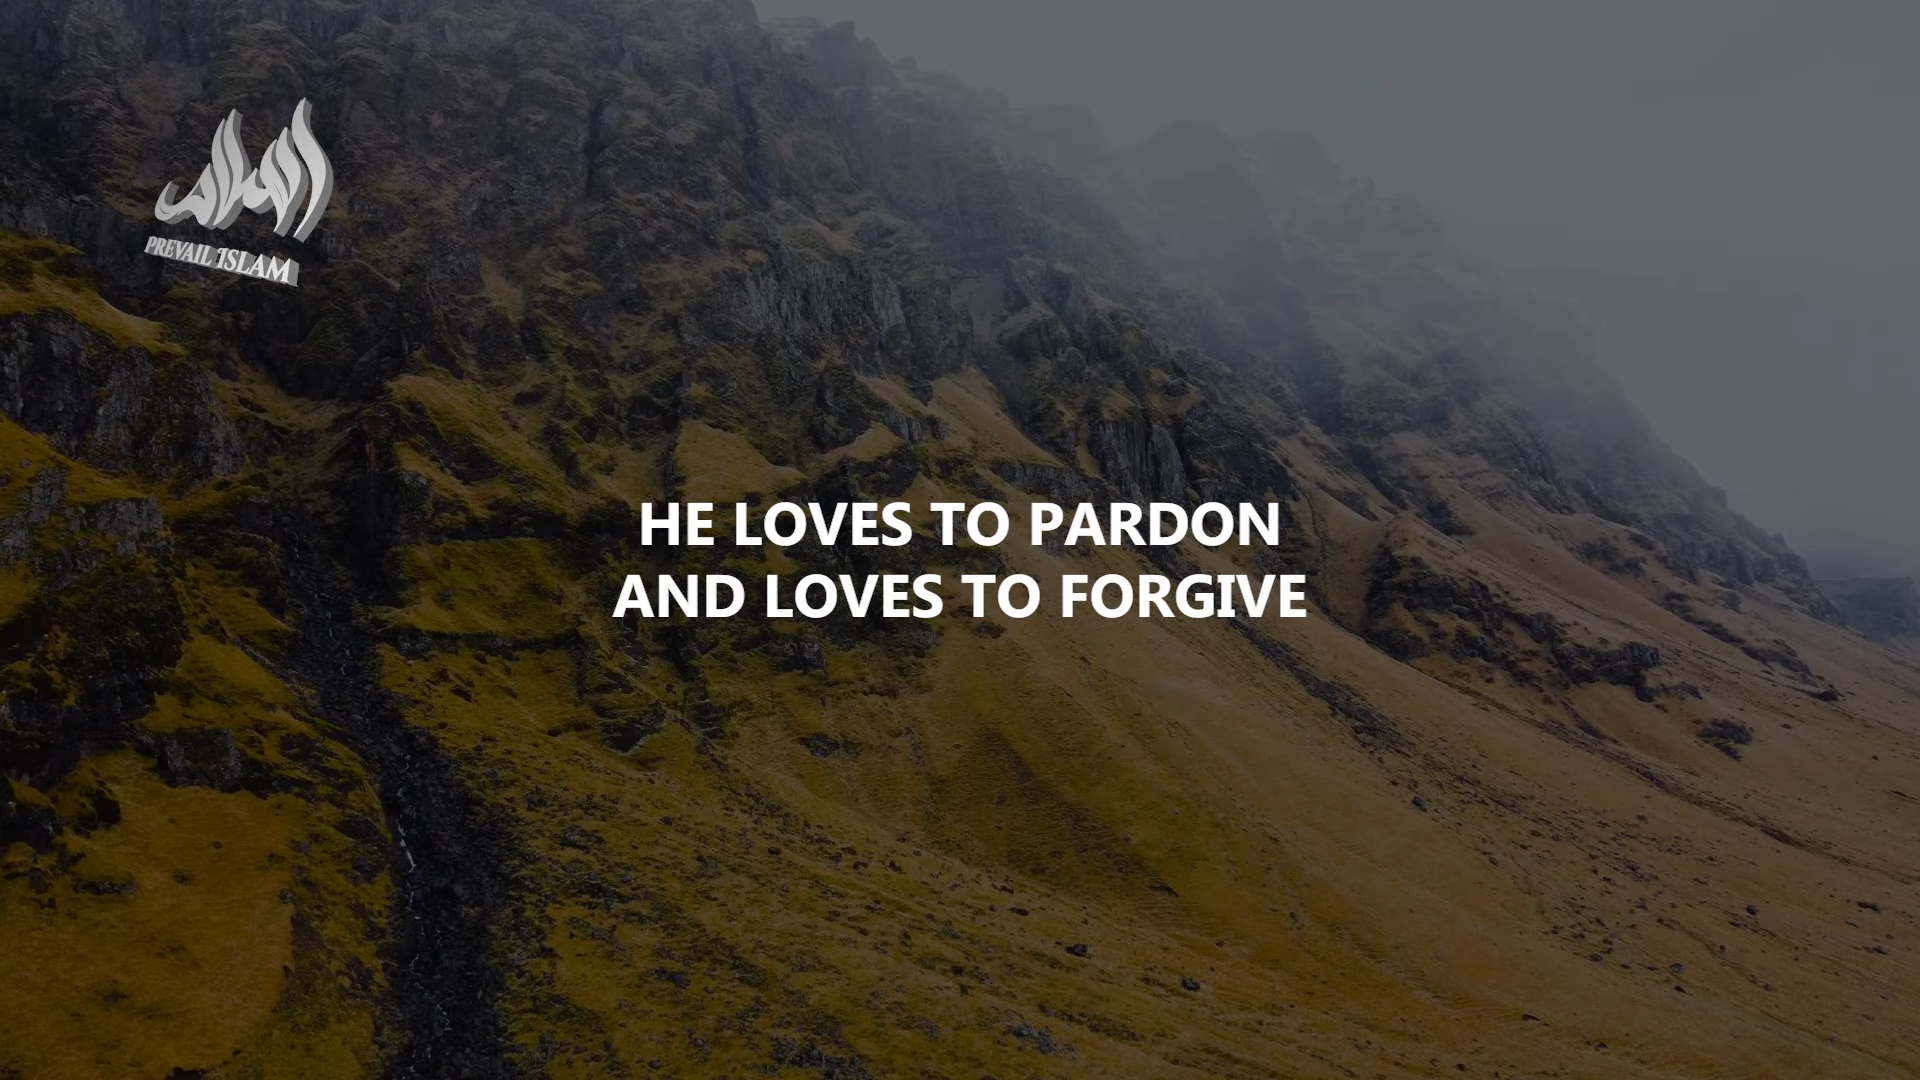 PREVAIL ISLAM
HE LOVES TO PARDON
AND LOVES TO FORGIVE